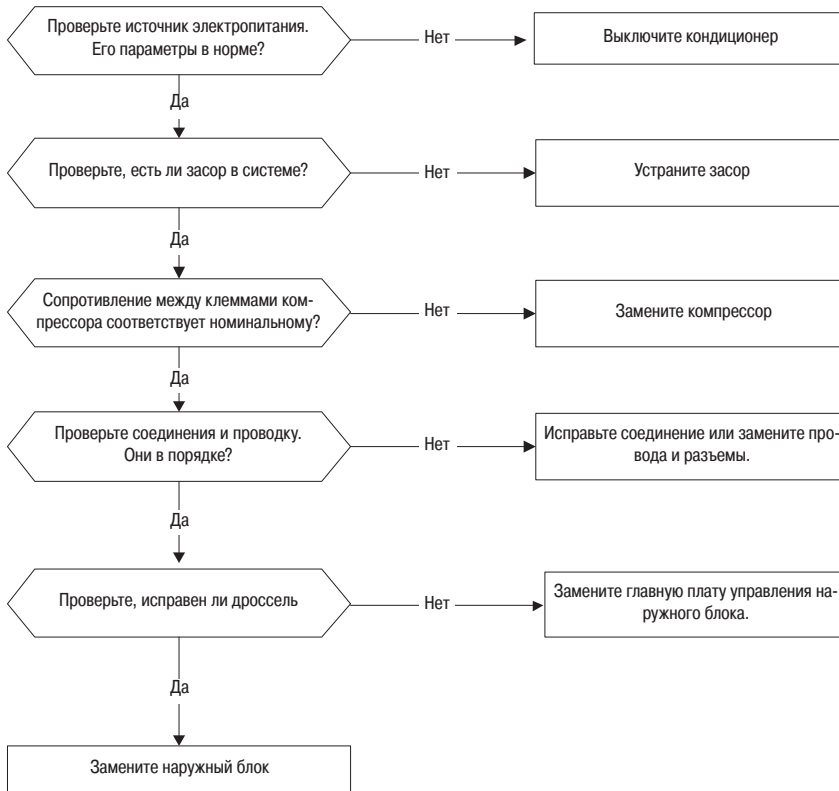 Проверьте источник электропитания.
Его параметры в норме?
Нет
Выключите кондиционер
Да
Проверьте, есть ли засор в системе?
Нет
Устраните засор
Да
Сопротивление между клеммами ком-
прессора соответствует номинальному?
Нет
Замените компрессор
Да
Проверьте соединения и проводку.
Они в порядке?
Нет
Исправьте соединение или замените про-
вода и разъемы.
Да
Проверьте, исправен ли дроссель
Нет
Замените главную плату управления на-
ружного блока.
Да
Замените наружный блок